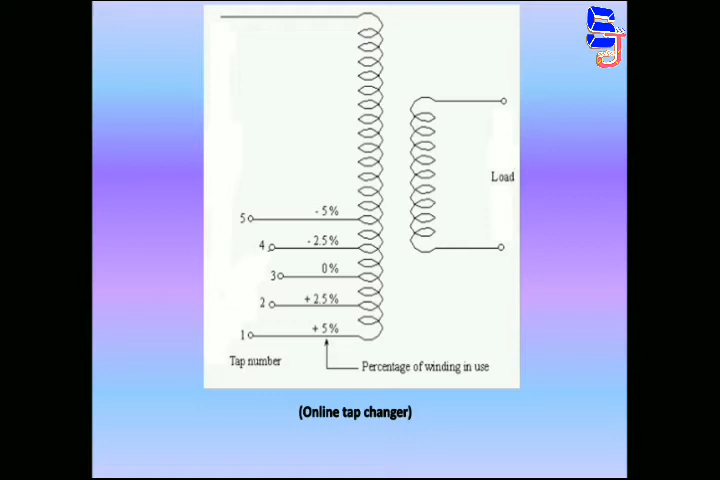 SJ
Load
5 - 5%
4 - 2.5%
3 0%
2 + 2.5%
1 + 5%
Tap number
Percentage of winding in use
(Online tap changer)